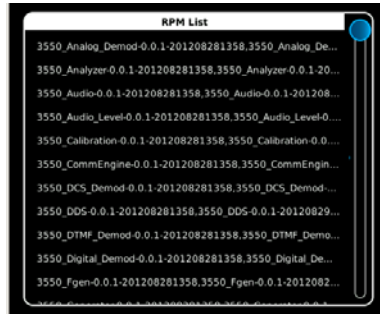 RPM List
3550_Analog_Demod-0.0.1-201208281358,3550_Analog_De...
3550_Analyzer-0.0.1-201208281358,3550_Analyzer-0.0.1-20...
3550_Audio-0.0.1-201208281358,3550_Audio-0.0.1-201208...
3550_Audio_Level-0.0.1-201208281358,3550_Audio_Level-0....
3550_Calibration-0.0.1-201208281358,3550_Calibration-0.0....
3550_CommEngine-0.0.1-201208281358,3550_CommEngin...
3550_DCS_Demod-0.0.1-201208281358,3550_DCS_Demod-...
3550_DDS-0.0.1-201208281358,3550_DDS-0.0.1-20120829...
3550_DTMF_Demod-0.0.1-201208281358,3550_DTMF_Demo...
3550_Digital_Demod-0.0.1-201208281358,3550_Digital_De...
3550_Fgen-0.0.1-201208281358,3550_Fgen-0.0.1-2012082...